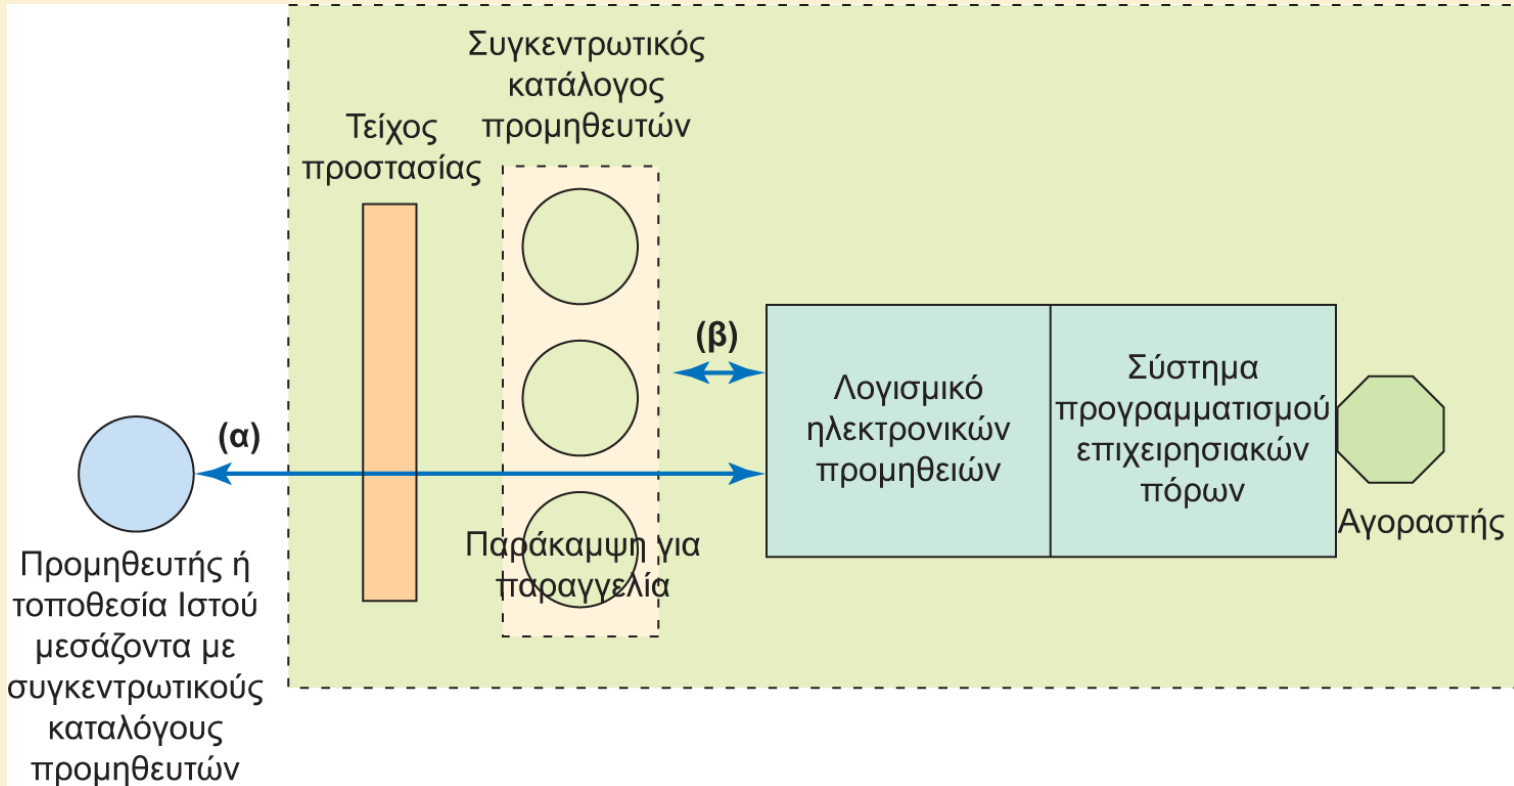 Συγκεντρωτικός
κατάλογος
προμηθευτών
Τείχος
προστασίας
(β)
(α)
Λογισμικό
ηλεκτρονικών
προμηθειών
Σύστημα
προγραμματισμού
επιχειρησιακών
πόρων
Αγοραστής
Παράκαμψη για
παραγγελία
Προμηθευτής ή
τοποθεσία Ιστού
μεσάζοντα με
συγκεντρωτικούς
καταλόγους
προμηθευτών